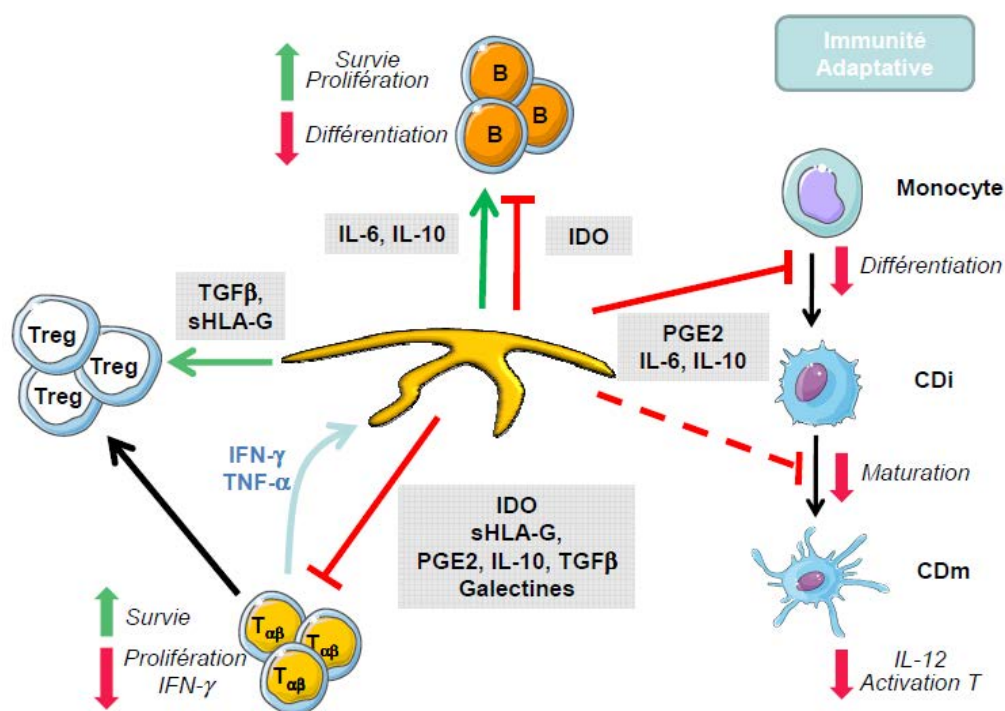 Immunité
Adaptative
Survie
Prolifération
Différentiation
B
B
B
IL-6, IL-10
IDO
Monocyte
Différentiation
TGFβ,
sHLA-G
PGE2
IL-6, IL-10
Treg
Treg
Treg
CDi
IFN-γ
TNF-α
Maturation
IDO
sHLA-G,
PGE2, IL-10, TGFβ
Galectines
CDm
Survie
Prolifération
IFN-γ
Tαβ
Tαβ
Tαβ
IL-12
Activation T